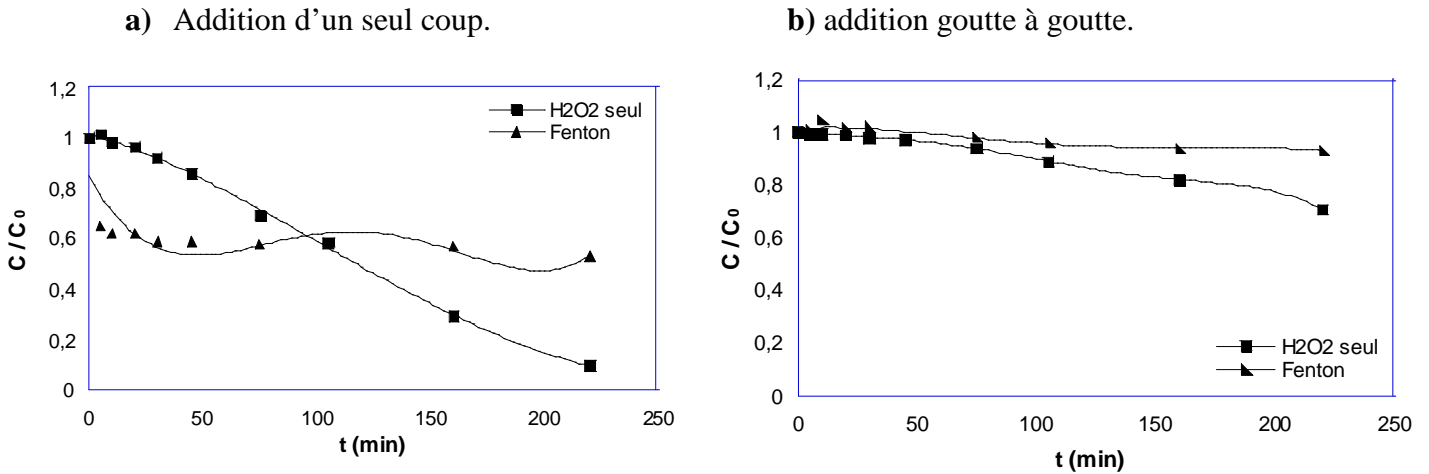 a) Addition d’un seul coup.
b) addition goutte à goutte.
1,2
1
0,8
0,6
0,4
0,2
0
C / C0
0 50 100 150 200 250
t (min)
H2O2 seul
Fenton
1,2
1
0,8
0,6
0,4
0,2
0
C / C0
0 50 100 150 200 250
t (min)
H2O2 seul
Fenton